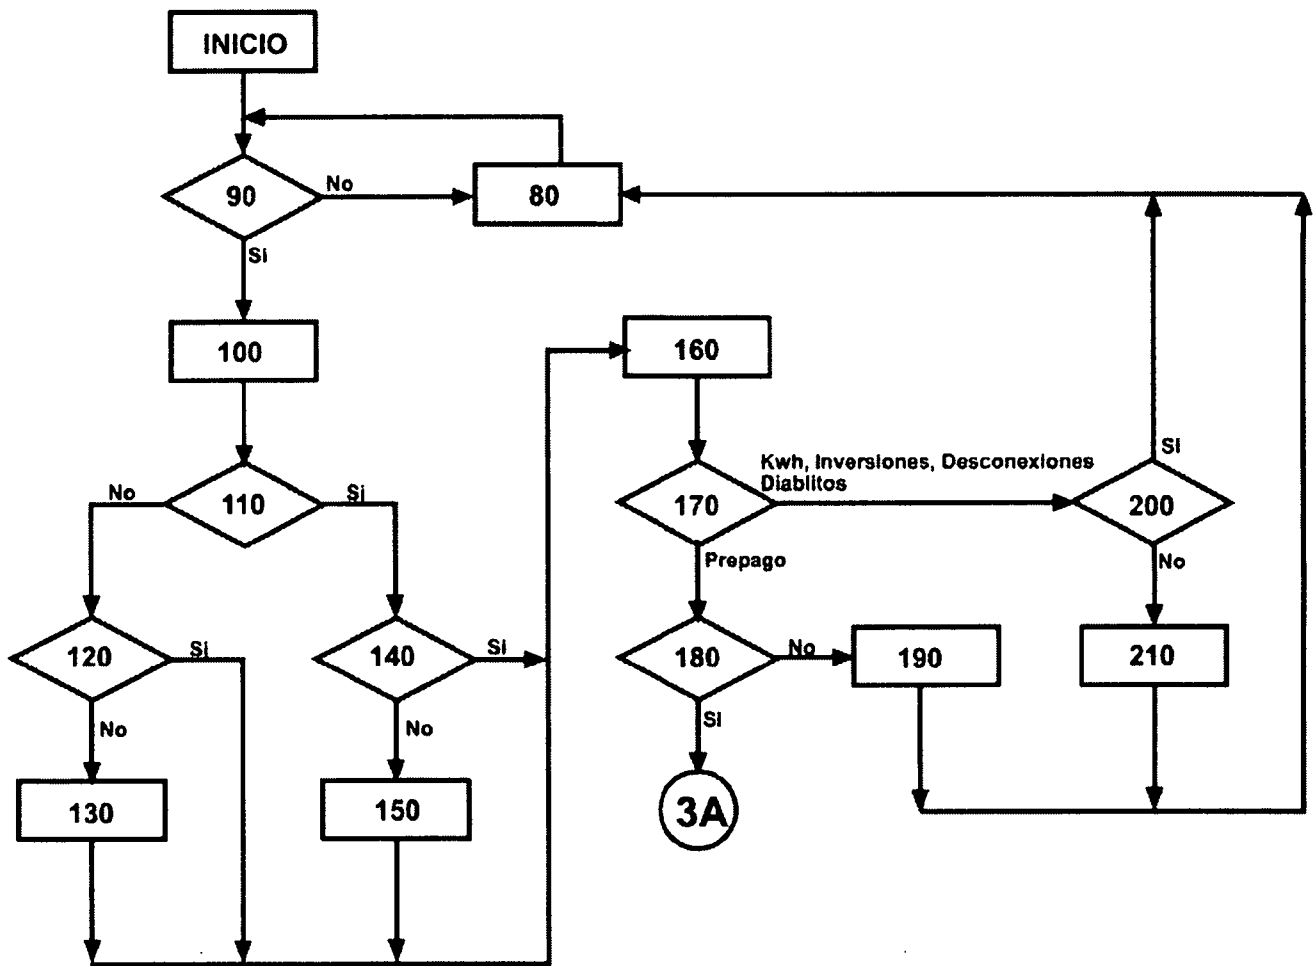 INICIO
90
No
80
Si
100
160
110
No
Si
Kwh, Inversiones, Desconexiones
Diablitos
170
200
SI
Prepago
No
120
Si
140
Si
180
No
190
210
No
No
SI
130
150
3A